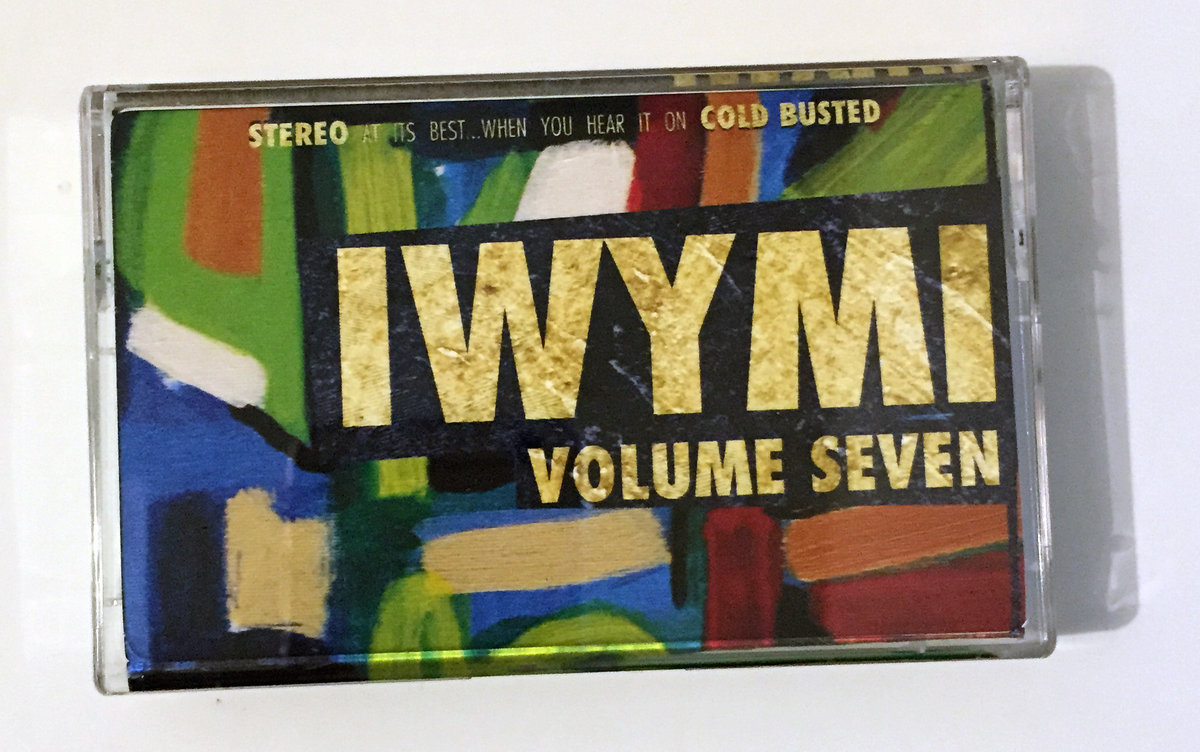 STEREO AT ITS BEST...WHEN YOU HEAR IT ON COLD BUSTED
IWYMI
VOLUME SEVEN